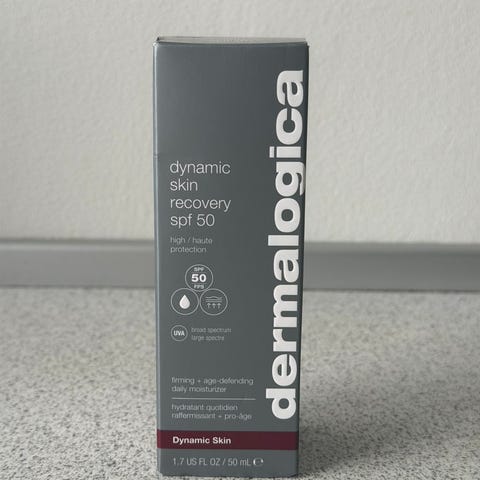 dermalogica
dynamic
skin
recovery
spf 50
high / haute
protection
SPF
50
FPS
UVA
broad spectrum
large spectre
firming + age-defending
daily moisturizer
hydratant quotidien
raffermissant + pro-âge
Dynamic Skin
1.7 US FL OZ / 50 mL ℮